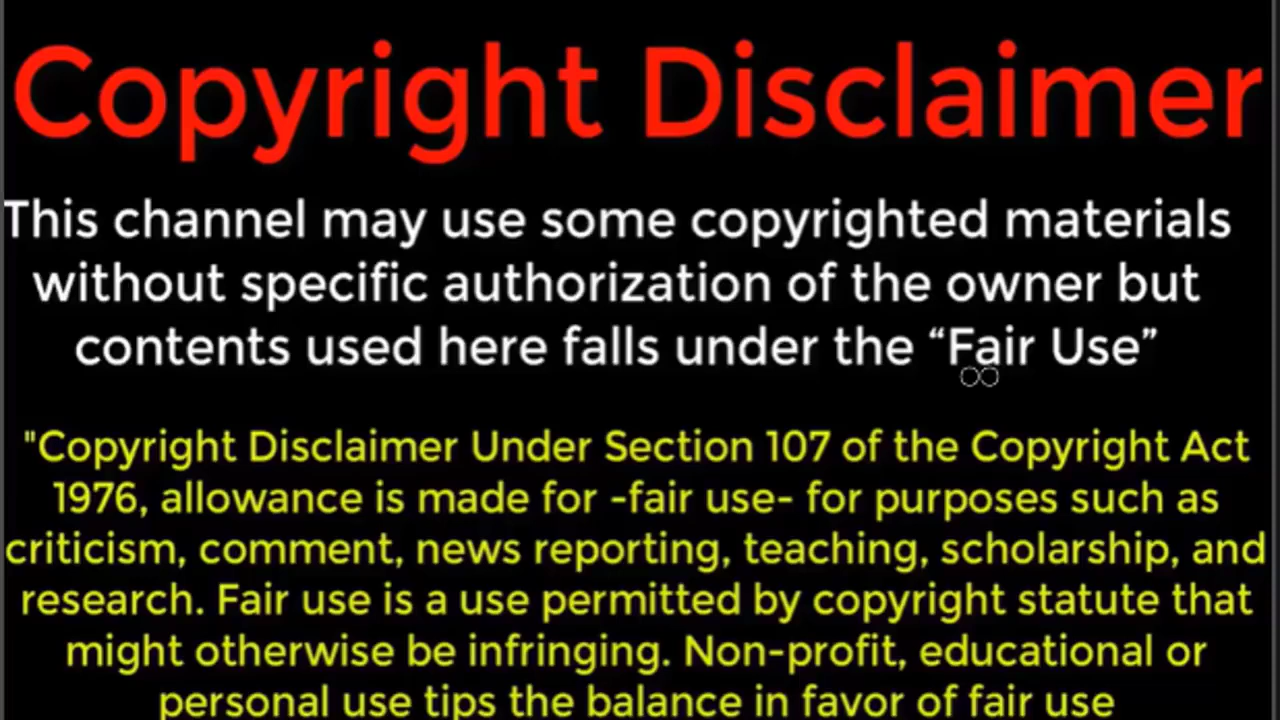 Copyright Disclaimer
This channel may use some copyrighted materials
without specific authorization of the owner but
contents used here falls under the “Fair Use”
"Copyright Disclaimer Under Section 107 of the Copyright Act
1976, allowance is made for -fair use- for purposes such as
criticism, comment, news reporting, teaching, scholarship, and
research. Fair use is a use permitted by copyright statute that
might otherwise be infringing. Non-profit, educational or
personal use tips the balance in favor of fair use